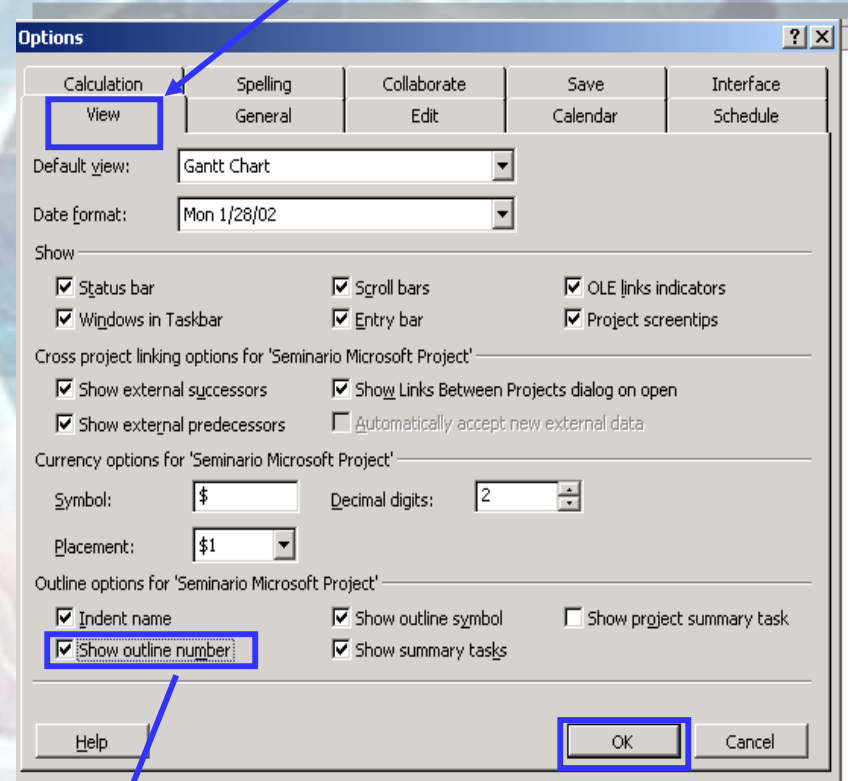 Options
Calculation Spelling Collaborate Save Interface
View General Edit Calendar Schedule
Default view: Gantt Chart
Date format: Mon 1/28/02
Show
Status bar Scroll bars OLE links indicators
Windows in Taskbar Entry bar Project screentips
Cross project linking options for 'Seminario Microsoft Project'
Show external successors Show Links Between Projects dialog on open
Show external predecessors Automatically accept new external data
Currency options for 'Seminario Microsoft Project'
Symbol: $ Decimal digits: 2
Placement: $1
Outline options for 'Seminario Microsoft Project'
Indent name Show outline symbol Show project summary task
Show outline number Show summary tasks
Help OK Cancel